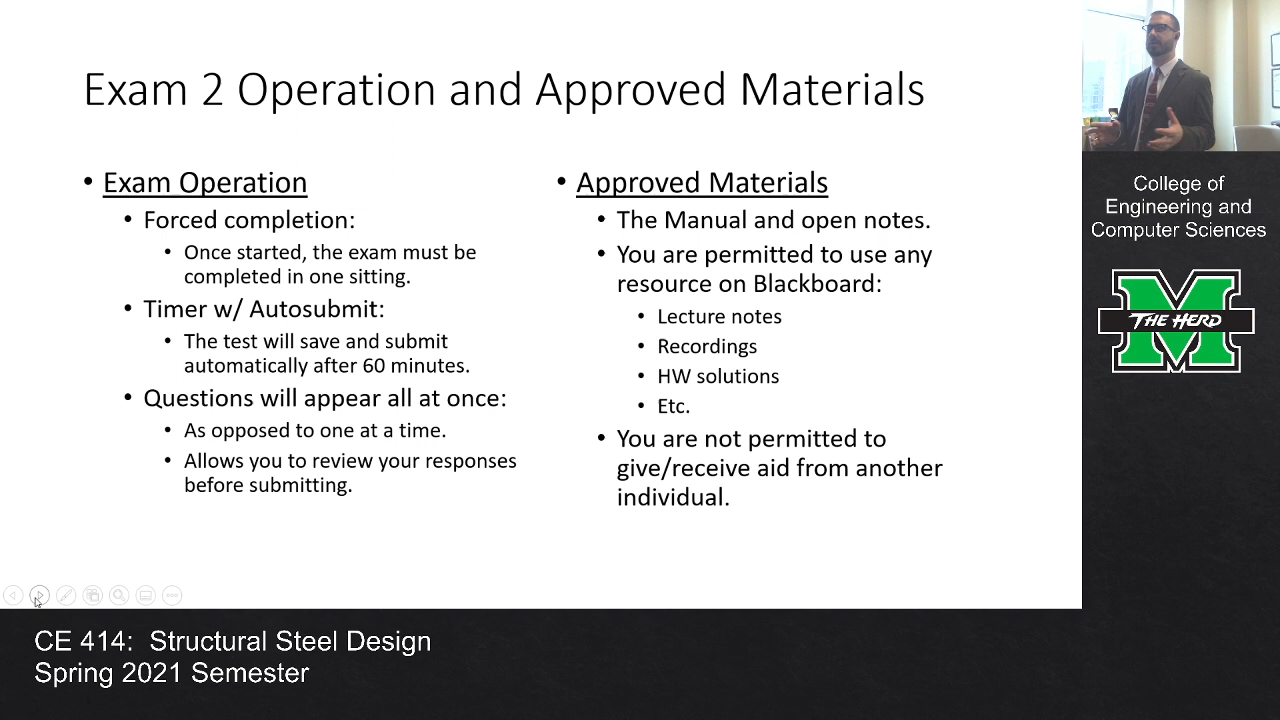 Exam 2 Operation and Approved Materials
• Exam Operation
• Forced completion:
• Once started, the exam must be
completed in one sitting.
• Timer w/ Autosubmit:
• The test will save and submit
automatically after 60 minutes.
• Questions will appear all at once:
• As opposed to one at a time.
• Allows you to review your responses
before submitting.
• Approved Materials
• The Manual and open notes.
• You are permitted to use any
resource on Blackboard:
• Lecture notes
• Recordings
• HW solutions
• Etc.
• You are not permitted to
give/receive aid from another
individual.
College of
Engineering and
Computer Sciences
M
THE HERD
CE 414:  Structural Steel Design
Spring 2021 Semester